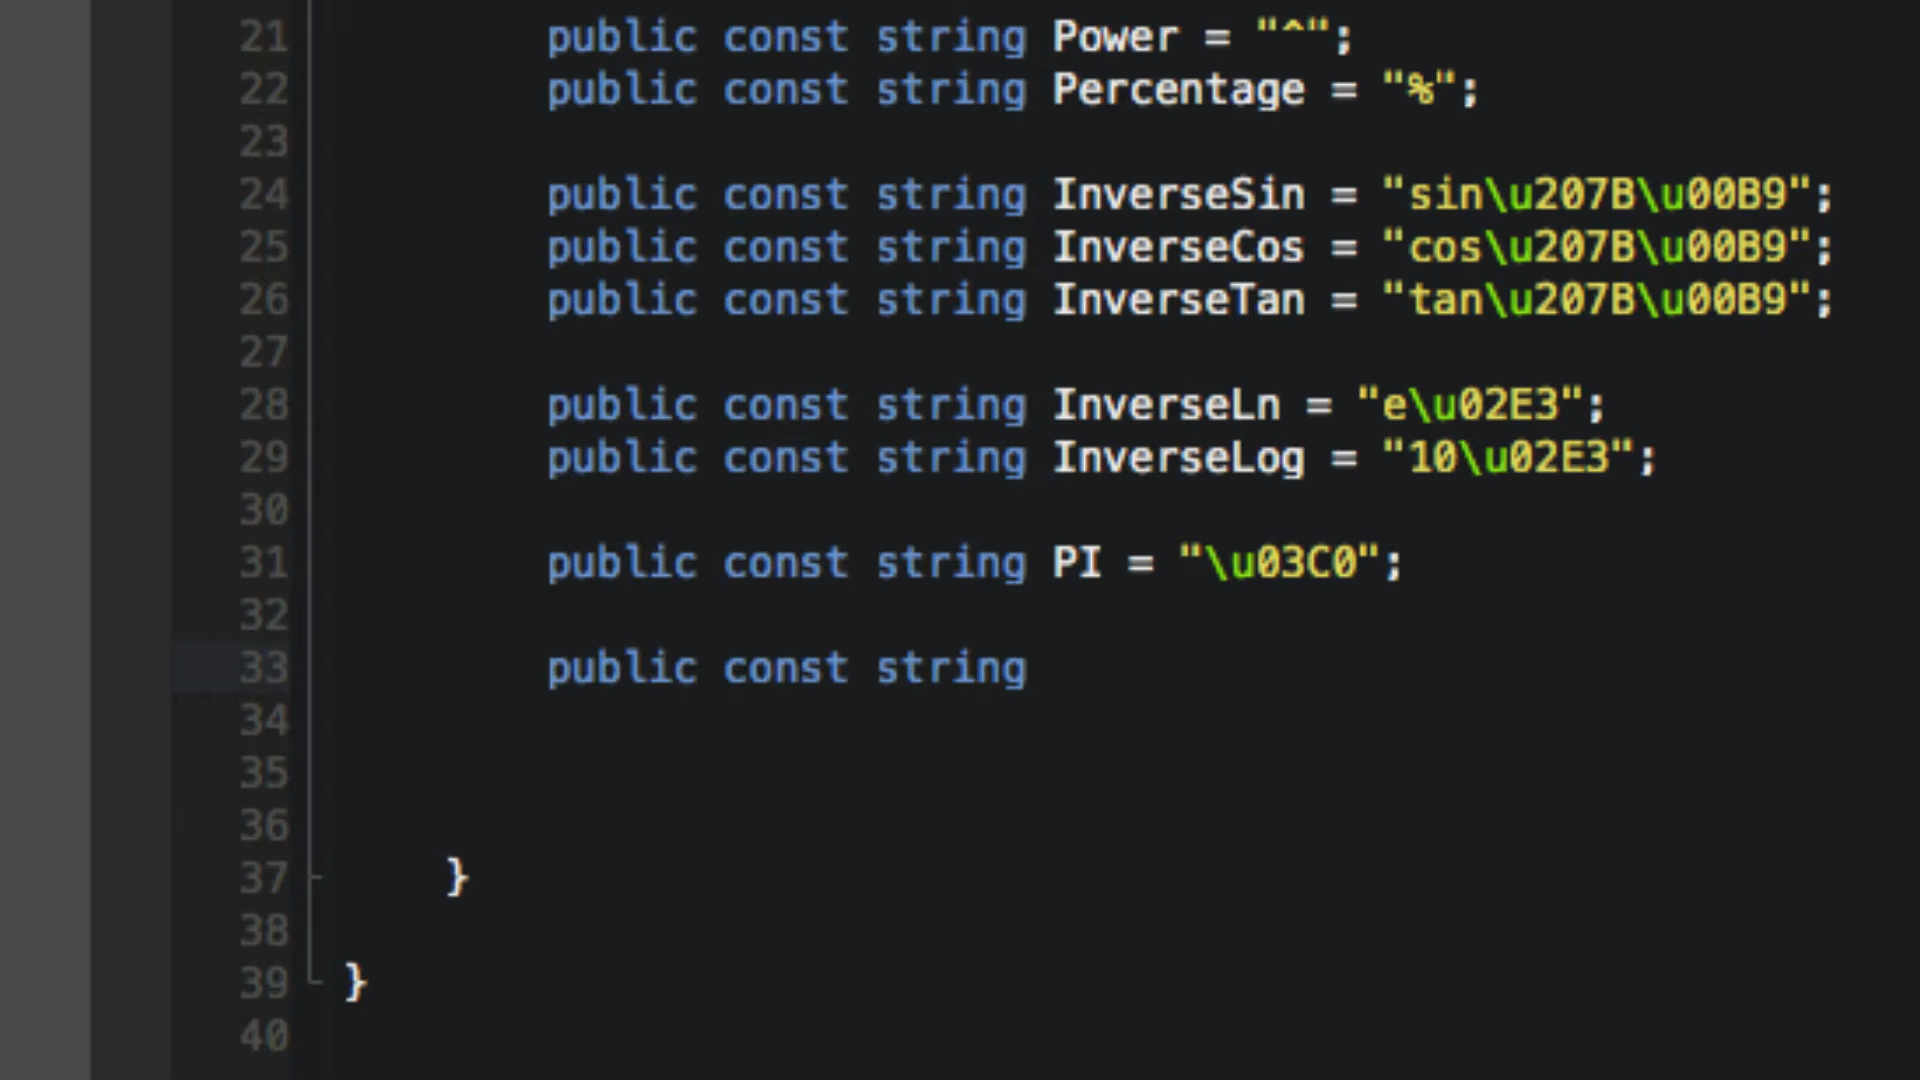 21 public const string Power = "^";
22 public const string Percentage = "%";
23
24 public const string InverseSin = "sin\u207B\u00B9";
25 public const string InverseCos = "cos\u207B\u00B9";
26 public const string InverseTan = "tan\u207B\u00B9";
27
28 public const string InverseLn = "e\u02E3";
29 public const string InverseLog = "10\u02E3";
30
31 public const string PI = "\u03C0";
32
33 public const string
34
35
36
37 }
38
39 }
40